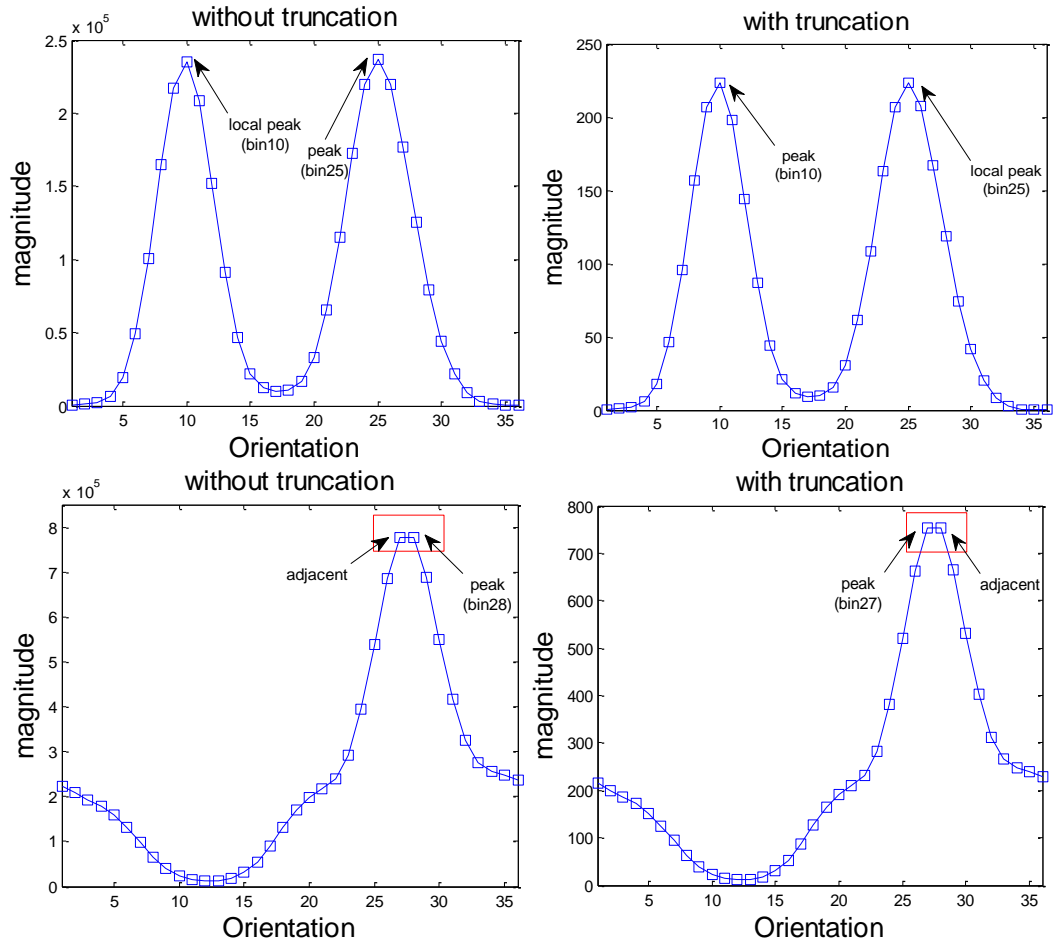 without truncation
x 10^5
2.5
2
1.5
1
0.5
0
5 10 15 20 25 30 35
magnitude
Orientation
local peak
(bin10)
peak
(bin25)
with truncation
250
200
150
100
50
0
5 10 15 20 25 30 35
magnitude
Orientation
peak
(bin10)
local peak
(bin25)
without truncation
x 10^5
8
7
6
5
4
3
2
1
0
5 10 15 20 25 30 35
magnitude
Orientation
adjacent
peak
(bin28)
with truncation
800
700
600
500
400
300
200
100
0
5 10 15 20 25 30 35
magnitude
Orientation
peak
(bin27)
adjacent